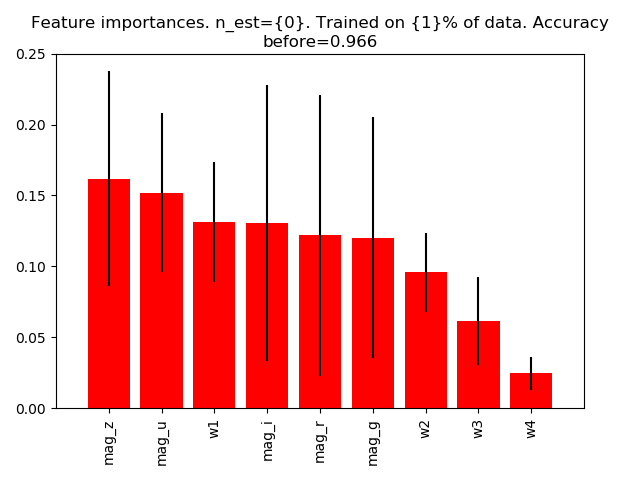 Feature importances. n_est={0}. Trained on {1}% of data. Accuracy
before=0.966
0.25
0.20
0.15
0.10
0.05
0.00
mag_z
mag_u
w1
mag_i
mag_r
mag_g
w2
w3
w4